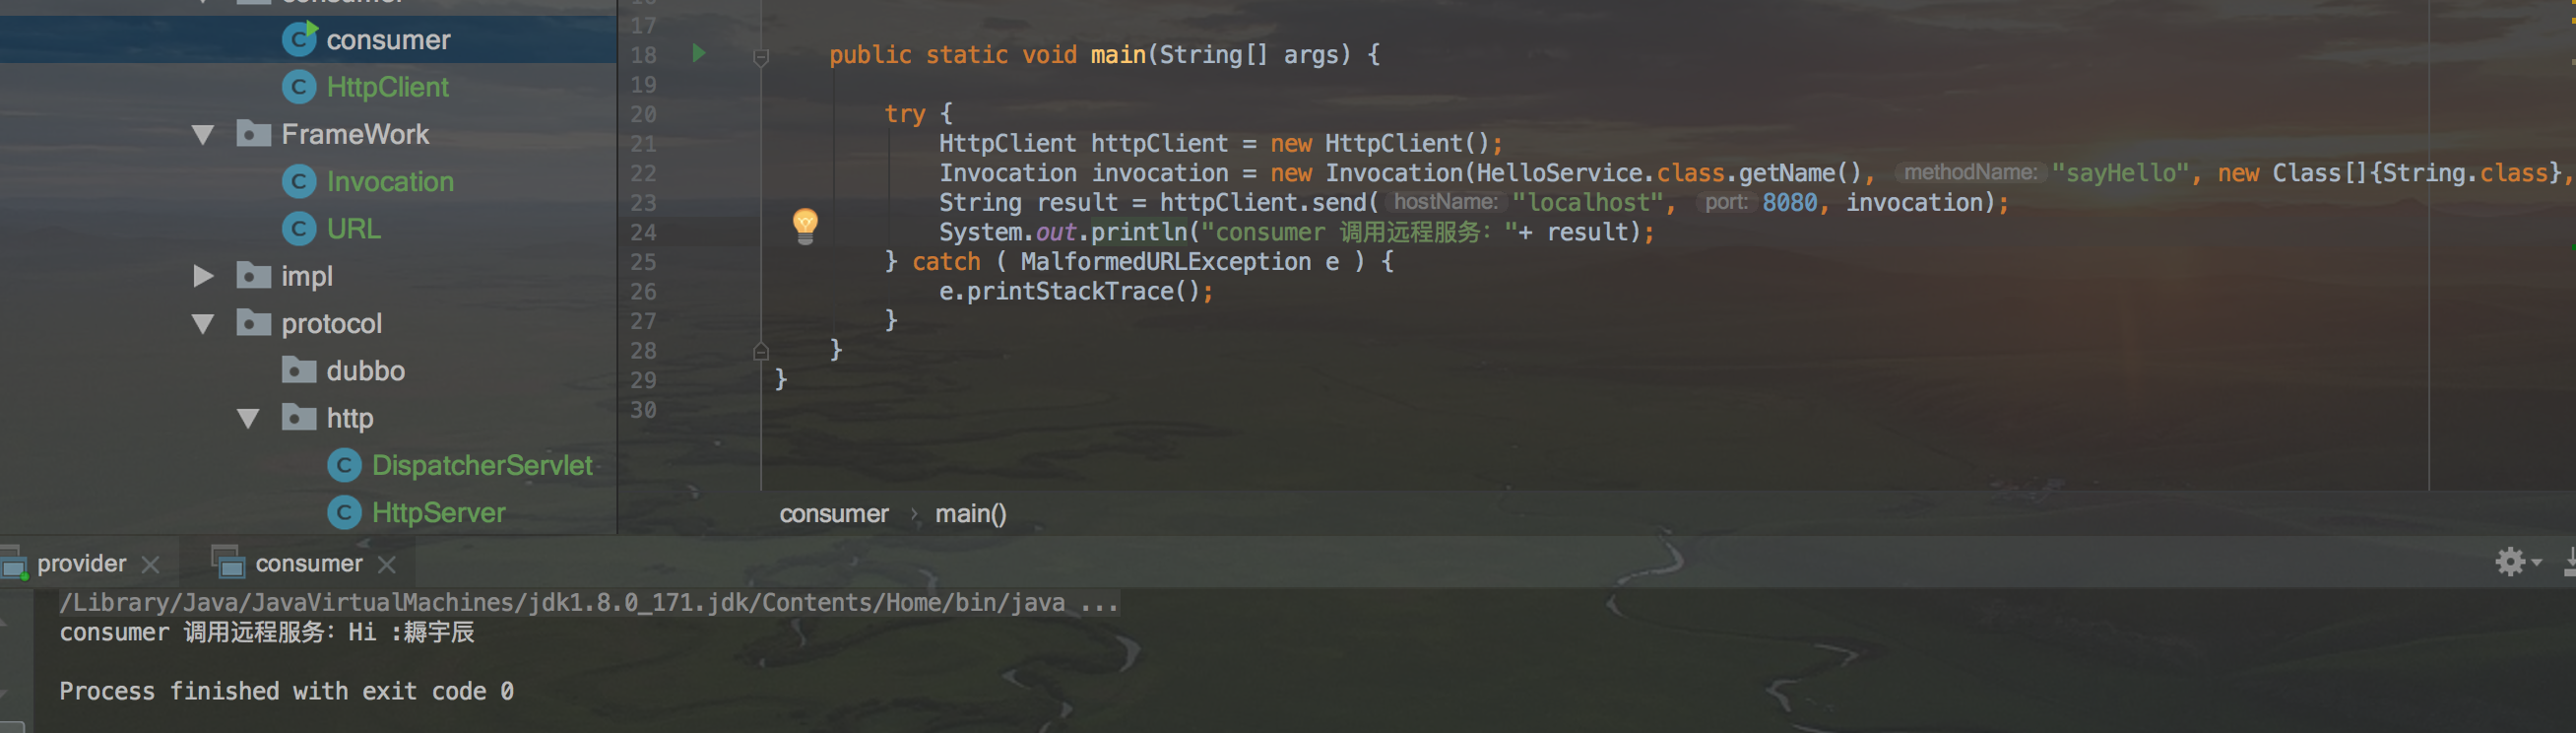 consumer
consumer
HttpClient
FrameWork
Invocation
URL
impl
protocol
dubbo
http
DispatcherServlet
HttpServer
17
18 public static void main(String[] args) {
19
20 try {
21 HttpClient httpClient = new HttpClient();
22 Invocation invocation = new Invocation(HelloService.class.getName(), methodName: "sayHello", new Class[]{String.class},
23 String result = httpClient.send( hostName: "localhost", port: 8080, invocation);
24 System.out.println("consumer 调用远程服务: "+ result);
25 } catch ( MalformedURLException e ) {
26 e.printStackTrace();
27 }
28 }
29 }
30
consumer › main()
provider consumer
/Library/Java/JavaVirtualMachines/jdk1.8.0_171.jdk/Contents/Home/bin/java ...
consumer 调用远程服务: Hi :耨宇辰
Process finished with exit code 0